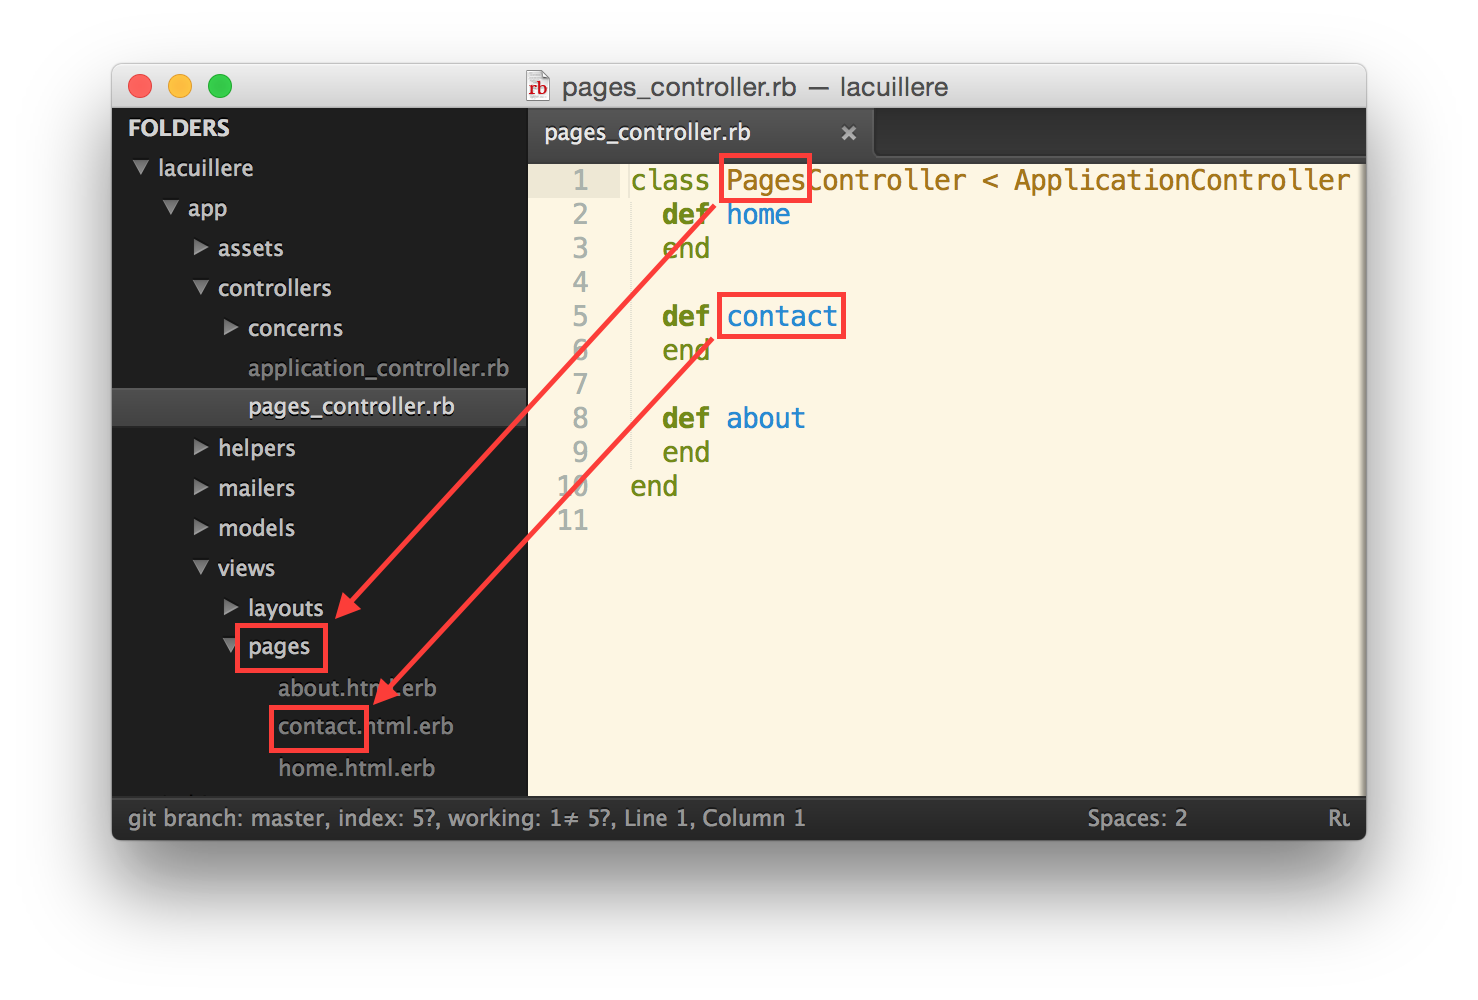 rb pages_controller.rb — lacuillere
FOLDERS
lacuillere
app
assets
controllers
concerns
application_controller.rb
pages_controller.rb
helpers
mailers
models
views
layouts
pages
about.html.erb
contact.html.erb
home.html.erb
pages_controller.rb ×
1 class PagesController < ApplicationController
2 def home
3 end
4
5 def contact
6 end
7
8 def about
9 end
10 end
11
git branch: master, index: 5?, working: 1≠ 5?, Line 1, Column 1 Spaces: 2 Ru